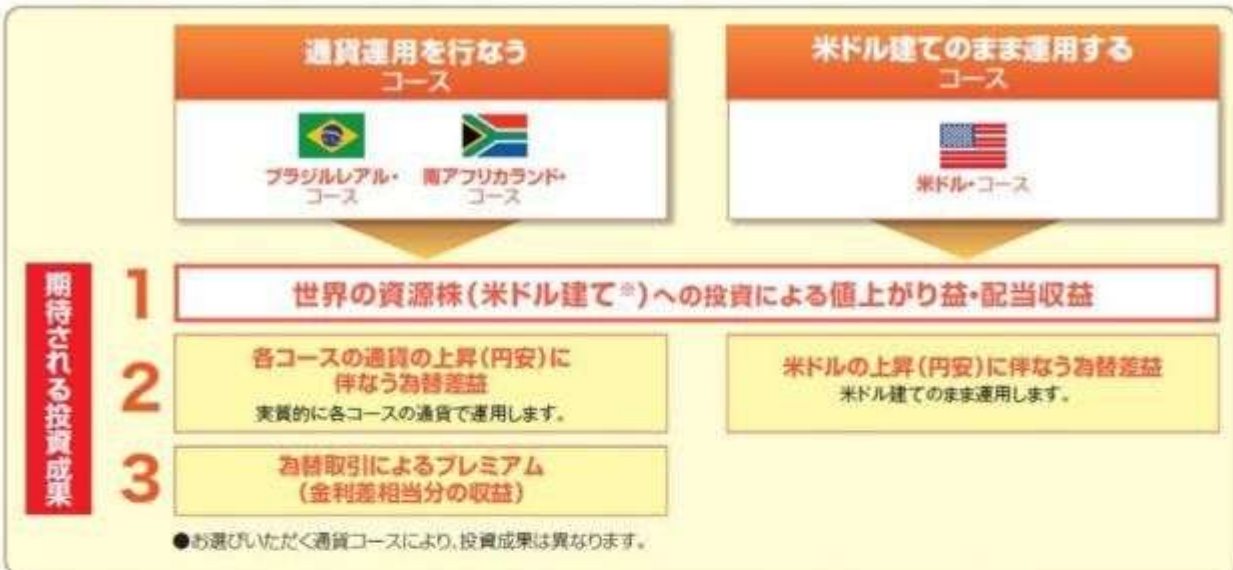 通貨運用を行なう
コース
米ドル建てのまま運用する
コース
ブラジルレアル・
コース
南アフリカランド・
コース
米ドル・コース
期待される投資成果
1
世界の資源株(米ドル建て※)への投資による値上がり益・配当収益
2
各コースの通貨の上昇(円安)に
伴なう為替差益
実質的に各コースの通貨で運用します。
米ドルの上昇(円安)に伴なう為替差益
米ドル建てのまま運用します。
3
為替取引によるプレミアム
(金利差相当分の収益)
●お選びいただく通貨コースにより、投資成果は異なります。